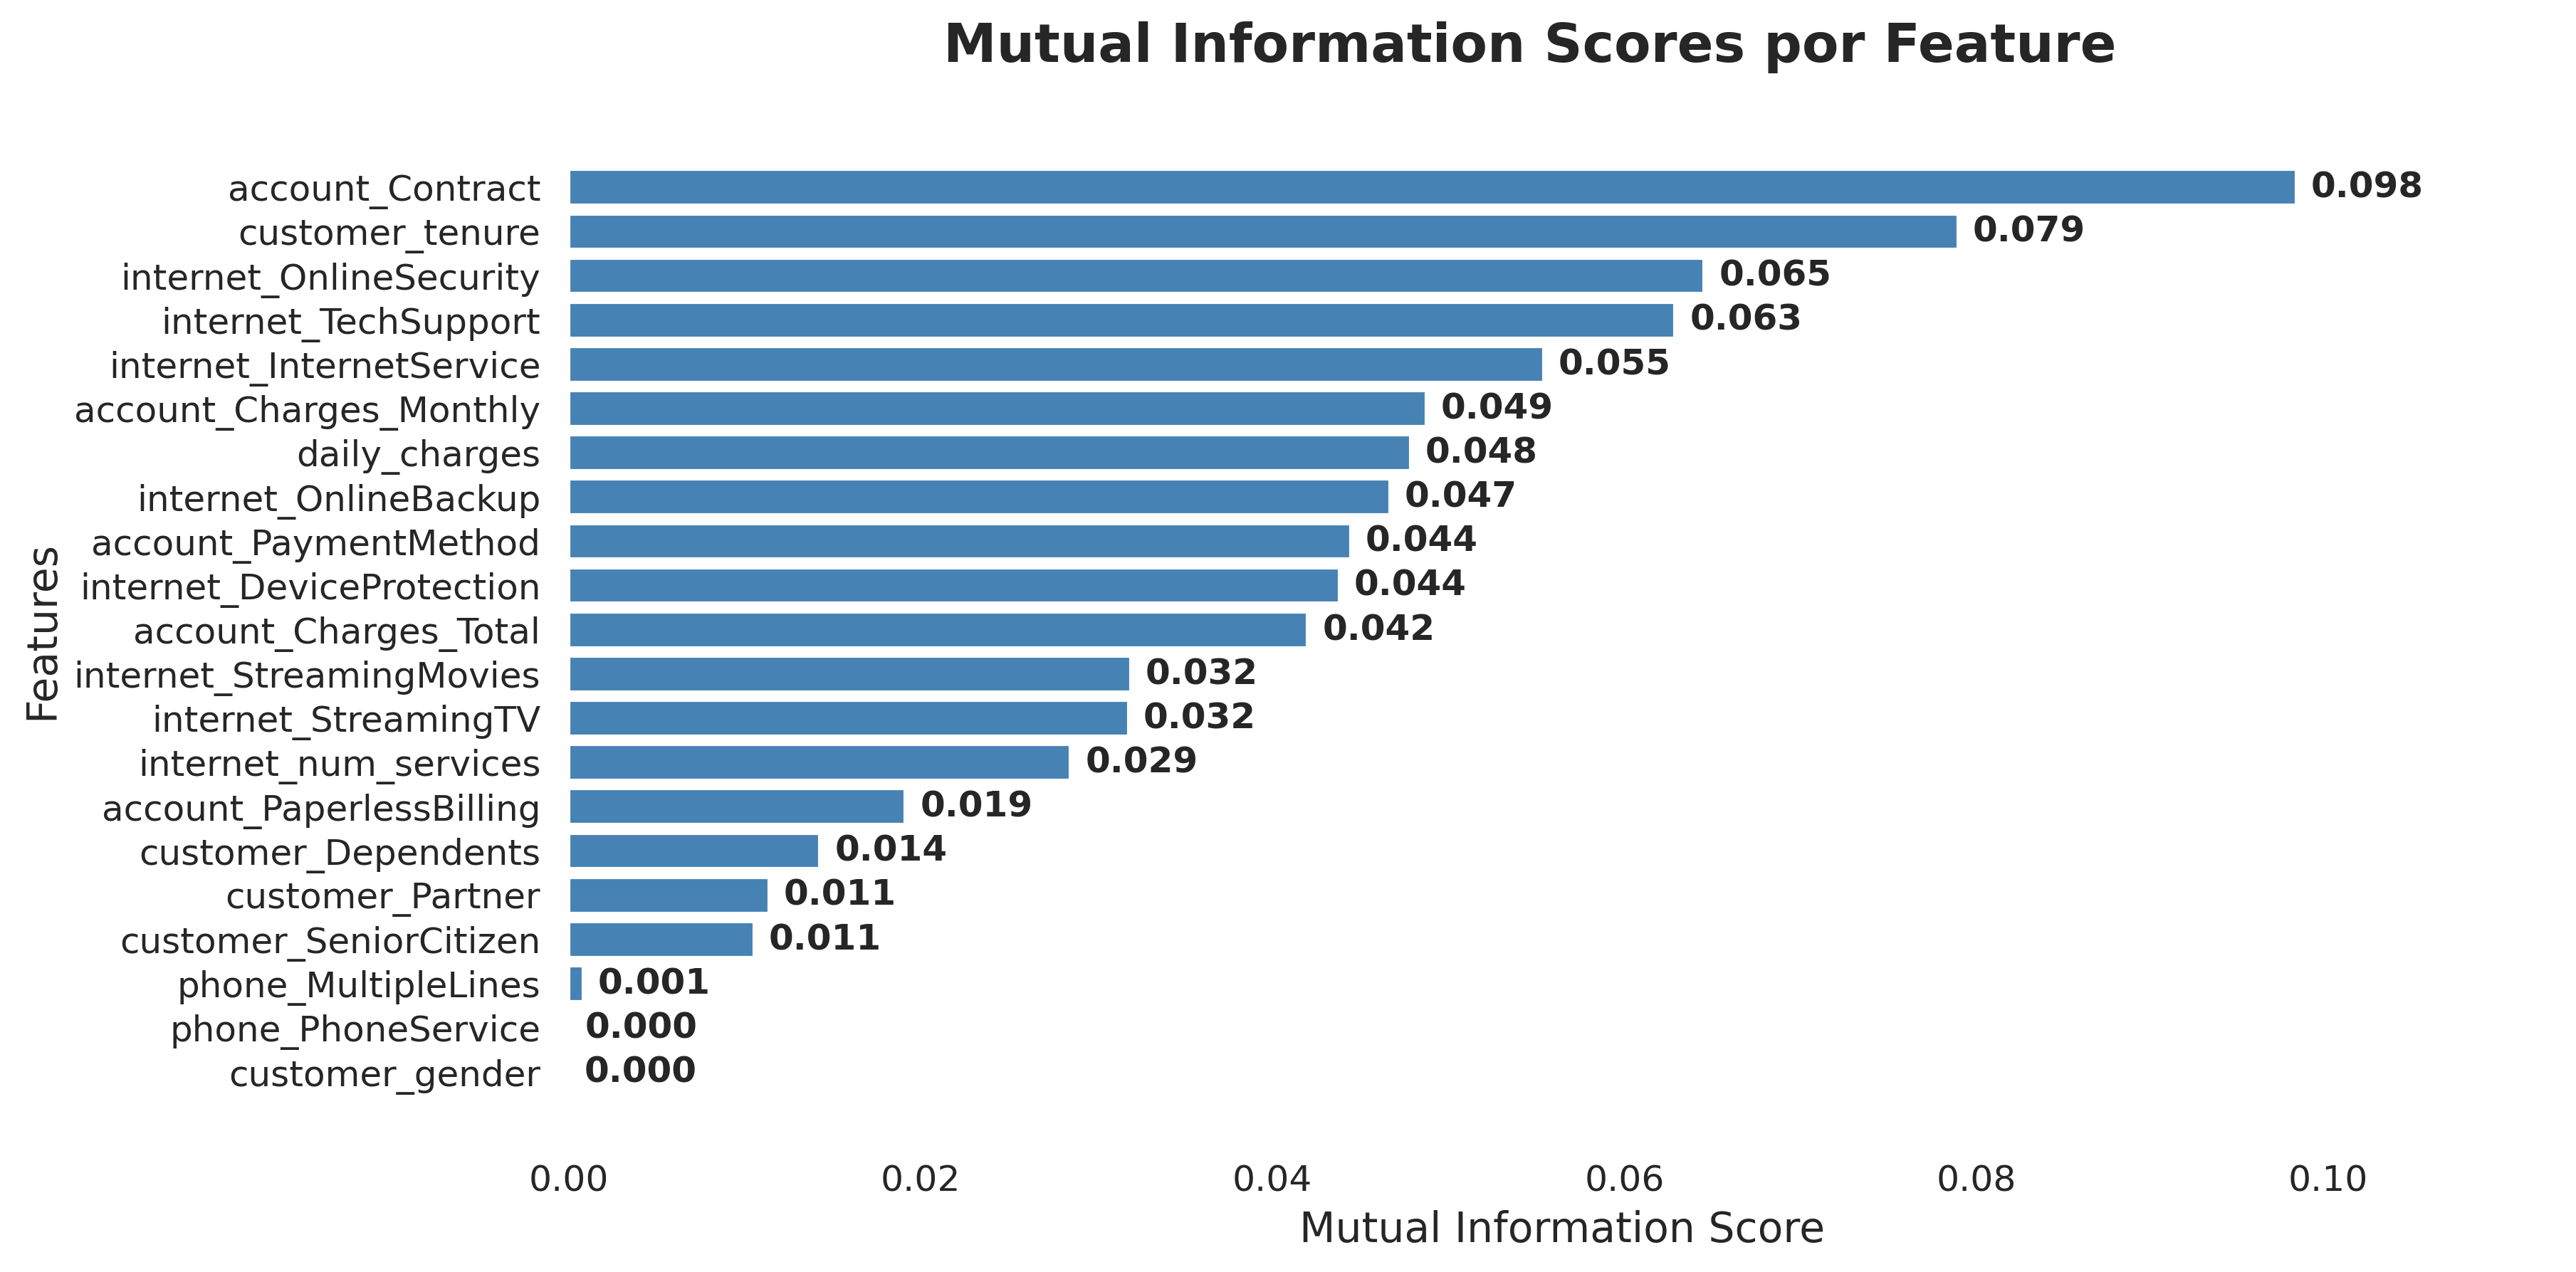 Mutual Information Scores por Feature
Features
account_Contract 0.098
customer_tenure 0.079
internet_OnlineSecurity 0.065
internet_TechSupport 0.063
internet_InternetService 0.055
account_Charges_Monthly 0.049
daily_charges 0.048
internet_OnlineBackup 0.047
account_PaymentMethod 0.044
internet_DeviceProtection 0.044
account_Charges_Total 0.042
internet_StreamingMovies 0.032
internet_StreamingTV 0.032
internet_num_services 0.029
account_PaperlessBilling 0.019
customer_Dependents 0.014
customer_Partner 0.011
customer_SeniorCitizen 0.011
phone_MultipleLines 0.001
phone_PhoneService 0.000
customer_gender 0.000
0.00 0.02 0.04 0.06 0.08 0.10
Mutual Information Score